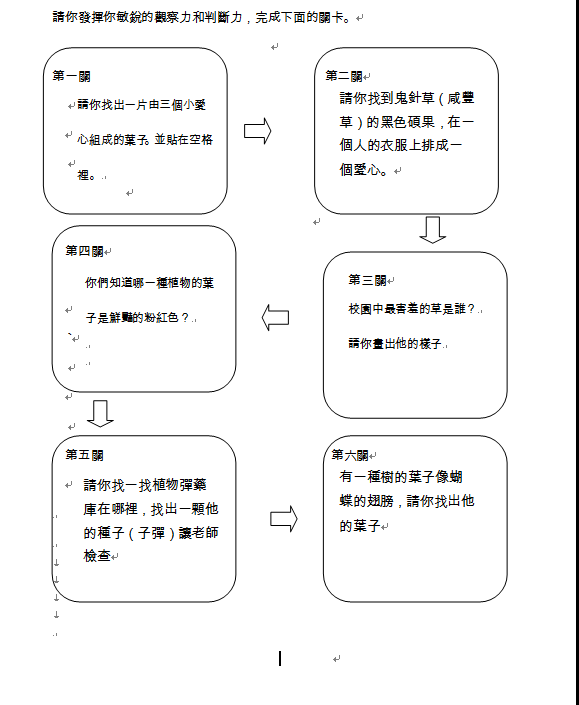 請你發揮你敏銳的觀察力和判斷力，完成下面的關卡。
第一關
請你找出一片由三個小愛
心組成的葉子 並貼在空格
裡。
第二關
請你找到鬼針草（咸豐
草）的黑色碩果，在一
個人的衣服上排成一
個愛心。
第三關
校園中最害羞的草是誰？
請你畫出他的樣子
第四關
你們知道哪一種植物的葉
子是鮮豔的粉紅色？
、
第五關
請你找一找植物彈藥
庫在哪裡，找出一顆他
的種子（子彈）讓老師
檢查
第六關
有一種樹的葉子像蝴
蝶的翅膀，請你找出他
的葉子